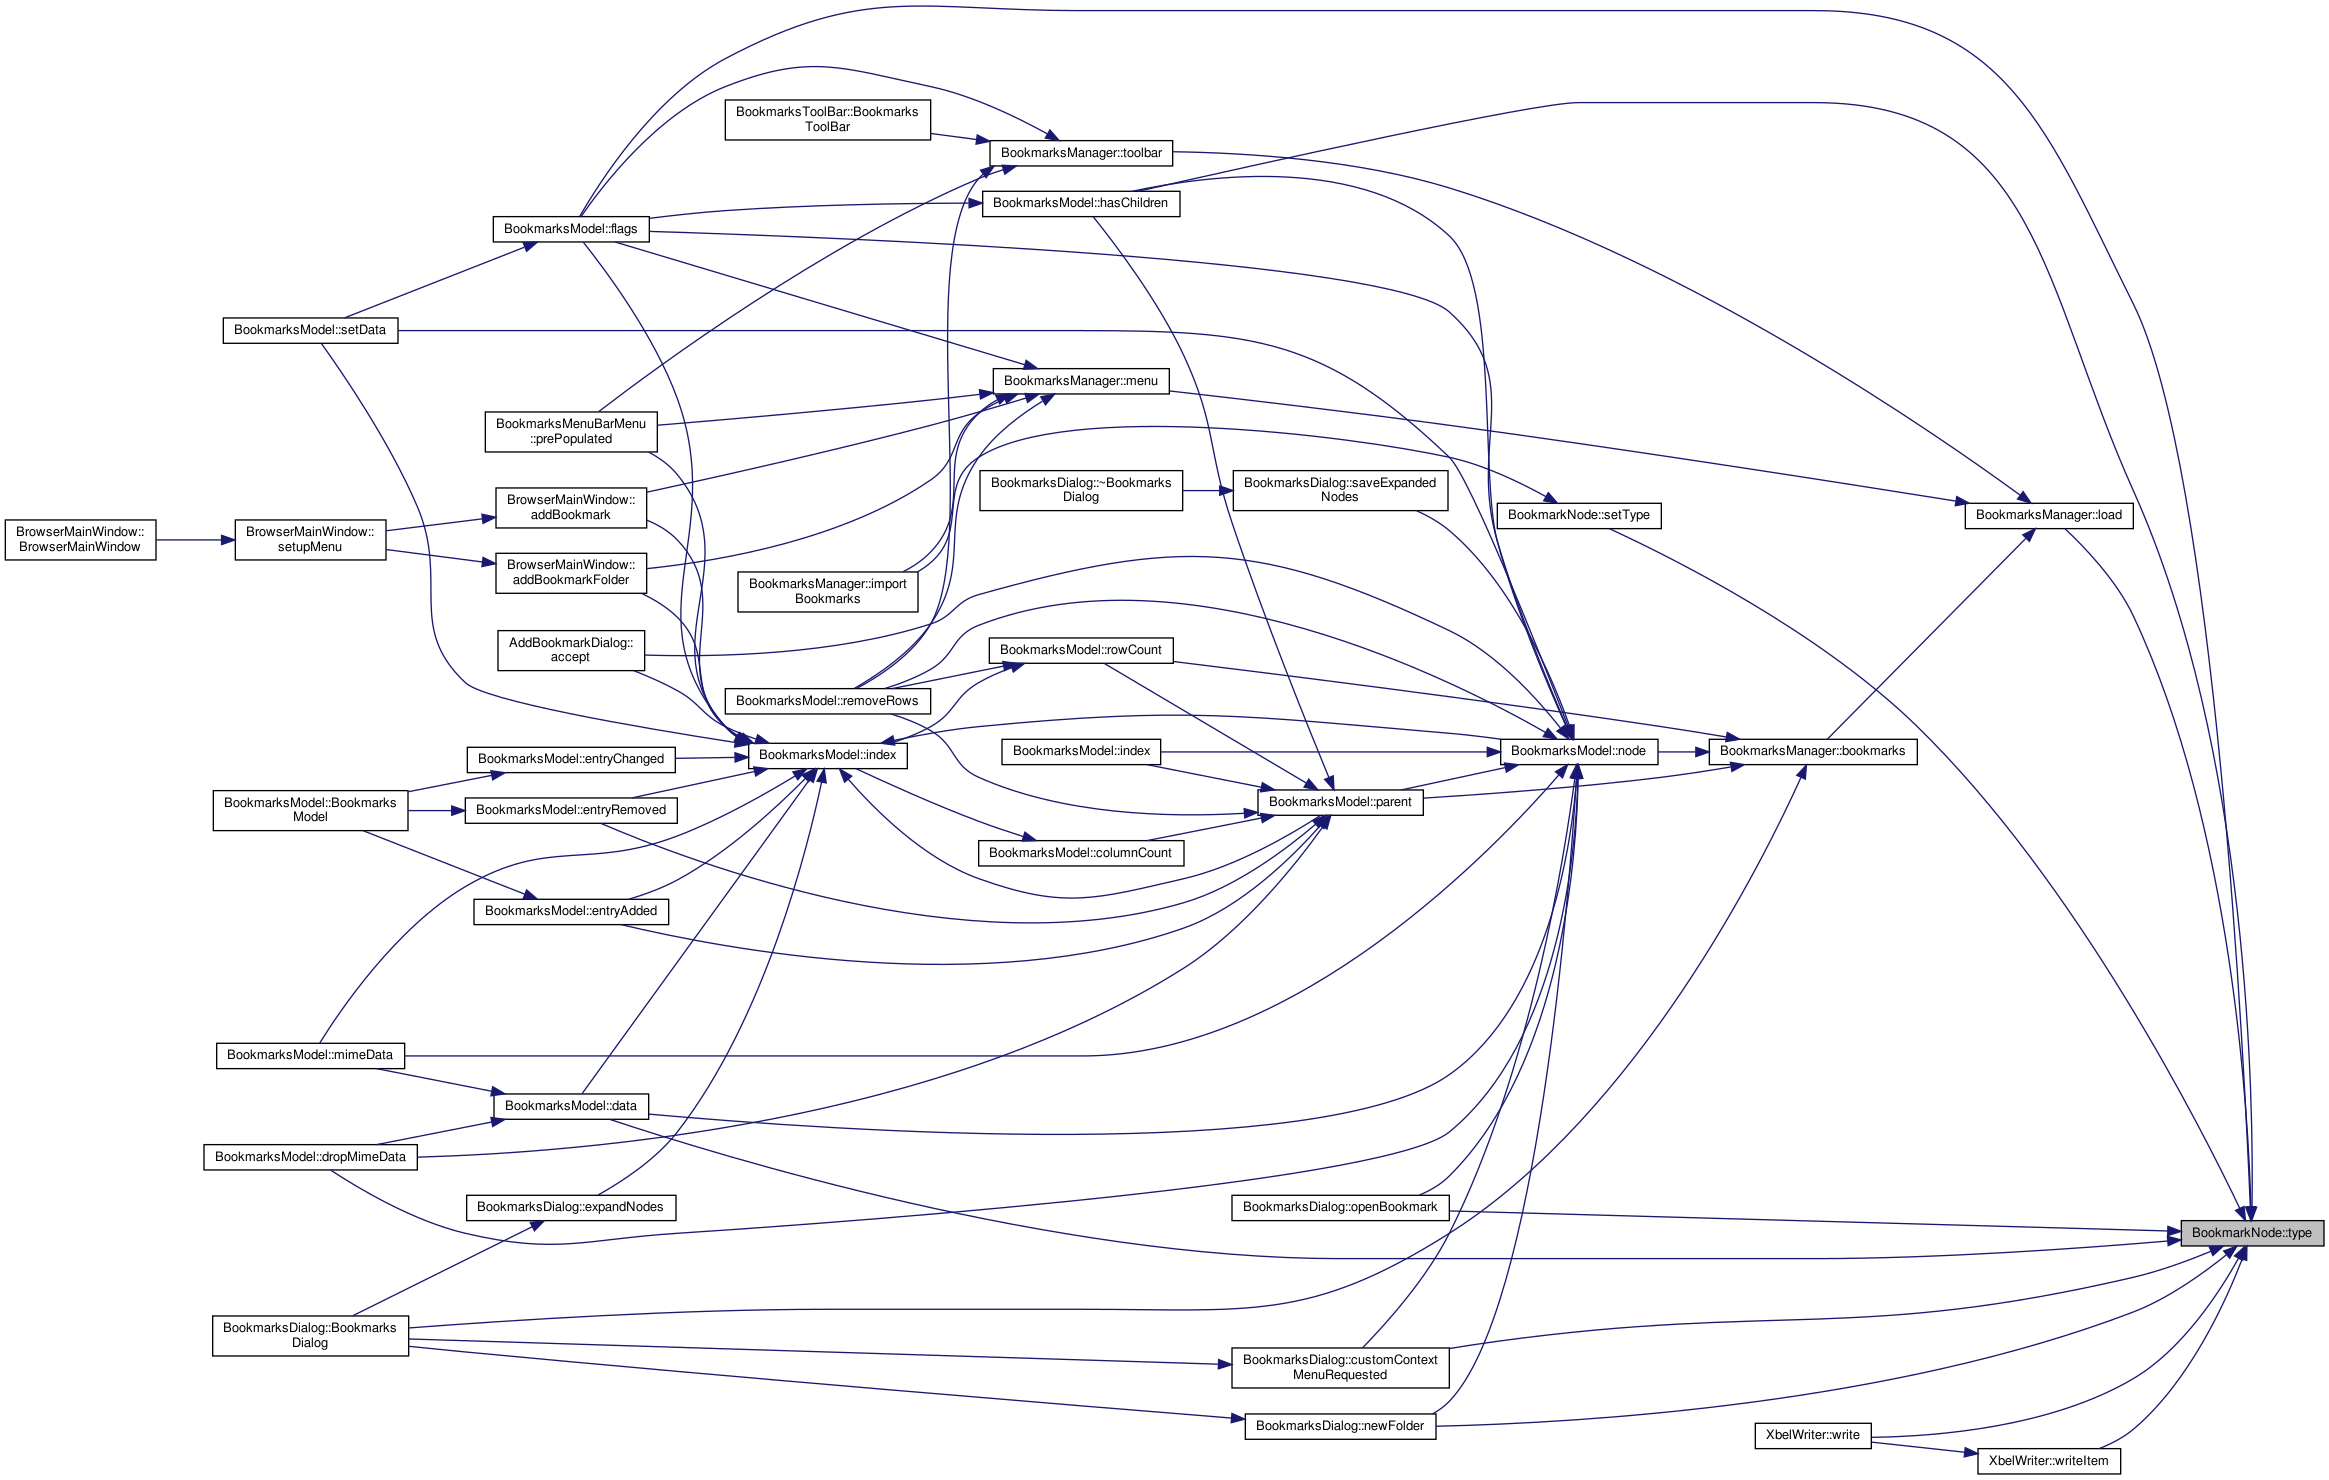 BookmarksToolBar::Bookmarks
ToolBar
BookmarksManager::toolbar
BookmarksModel::hasChildren
BookmarksModel::flags
BookmarksModel::setData
BookmarksManager::menu
BookmarksMenuBarMenu
::prePopulated
BookmarksDialog::~Bookmarks
Dialog
BookmarksDialog::saveExpanded
Nodes
BookmarkNode::setType
BookmarksManager::load
BrowserMainWindow::
addBookmark
BrowserMainWindow::
BrowserMainWindow
BrowserMainWindow::
setupMenu
BrowserMainWindow::
addBookmarkFolder
BookmarksManager::import
Bookmarks
AddBookmarkDialog::
accept
BookmarksModel::rowCount
BookmarksModel::removeRows
BookmarksModel::index
BookmarksModel::index
BookmarksModel::node
BookmarksManager::bookmarks
BookmarksModel::entryChanged
BookmarksModel::Bookmarks
Model
BookmarksModel::entryRemoved
BookmarksModel::parent
BookmarksModel::columnCount
BookmarksModel::entryAdded
BookmarksModel::mimeData
BookmarksModel::data
BookmarksModel::dropMimeData
BookmarksDialog::expandNodes
BookmarksDialog::openBookmark
BookmarkNode::type
BookmarksDialog::Bookmarks
Dialog
BookmarksDialog::customContext
MenuRequested
BookmarksDialog::newFolder
XbelWriter::write
XbelWriter::writeItem